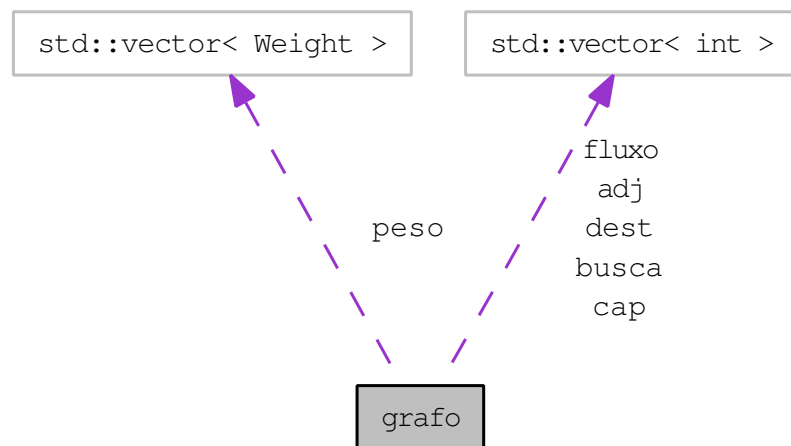 std::vector< Weight >
std::vector< int >
fluxo
adj
peso
dest
busca
cap
grafo